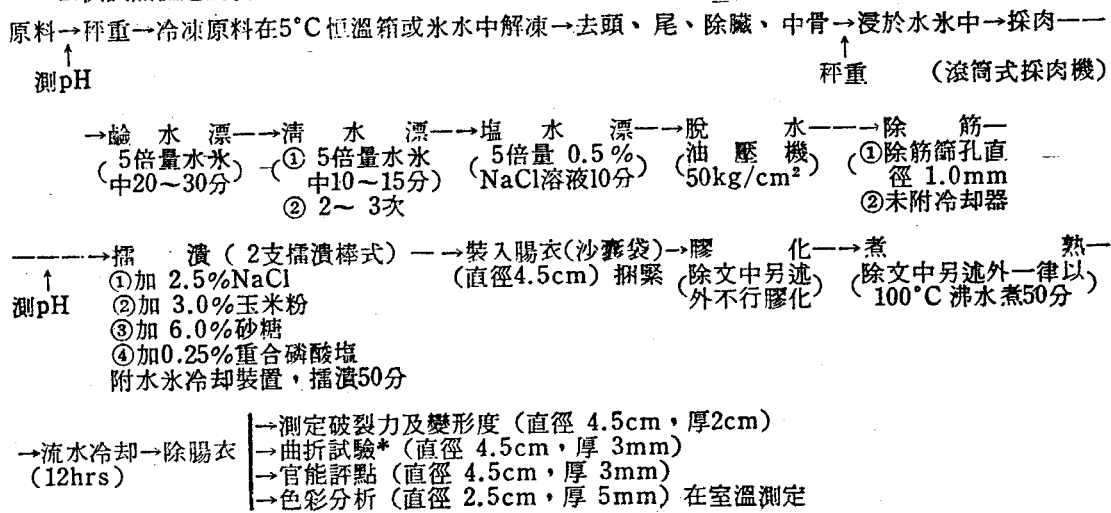 原料→秤重→冷凍原料在5°C恒溫箱或氷水中解凍→去頭、尾、除臟、中骨→浸於水氷中→採肉——
↑ ↑
測pH 秤重 (滾筒式採肉機)
→鹼水漂—→清水漂—→塩水漂—→脫水——→除筋—
(5倍量水氷 (① 5倍量水氷 (5倍量 0.5% (油壓機) (①除筋篩孔直
中20～30分) 中10～15分) NaCl溶液10分) 50kg/cm² 徑 1.0mm
② 2～ 3次 ②未附冷却器
————→擂潰(2支擂潰棒式)—→裝入腸衣(沙賽袋)→膠化—→煮熟—
↑ ①加 2.5%NaCl (直徑4.5cm) 捆緊 (除文中另述 (除文中另述外一律以
測pH ②加 3.0%玉米粉 外不行膠化) 100°C 沸水煮50分)
③加 6.0%砂糖
④加0.25%重合磷酸塩
附水氷冷却裝置，擂潰50分
→測定破裂力及變形度 (直徑 4.5cm，厚2cm)
→流水冷却→除腸衣 →曲折試驗* (直徑 4.5cm，厚 3mm)
(12hrs) →官能評點 (直徑 4.5cm，厚 3mm)
→色彩分析 (直徑 2.5cm，厚 5mm) 在室溫測定